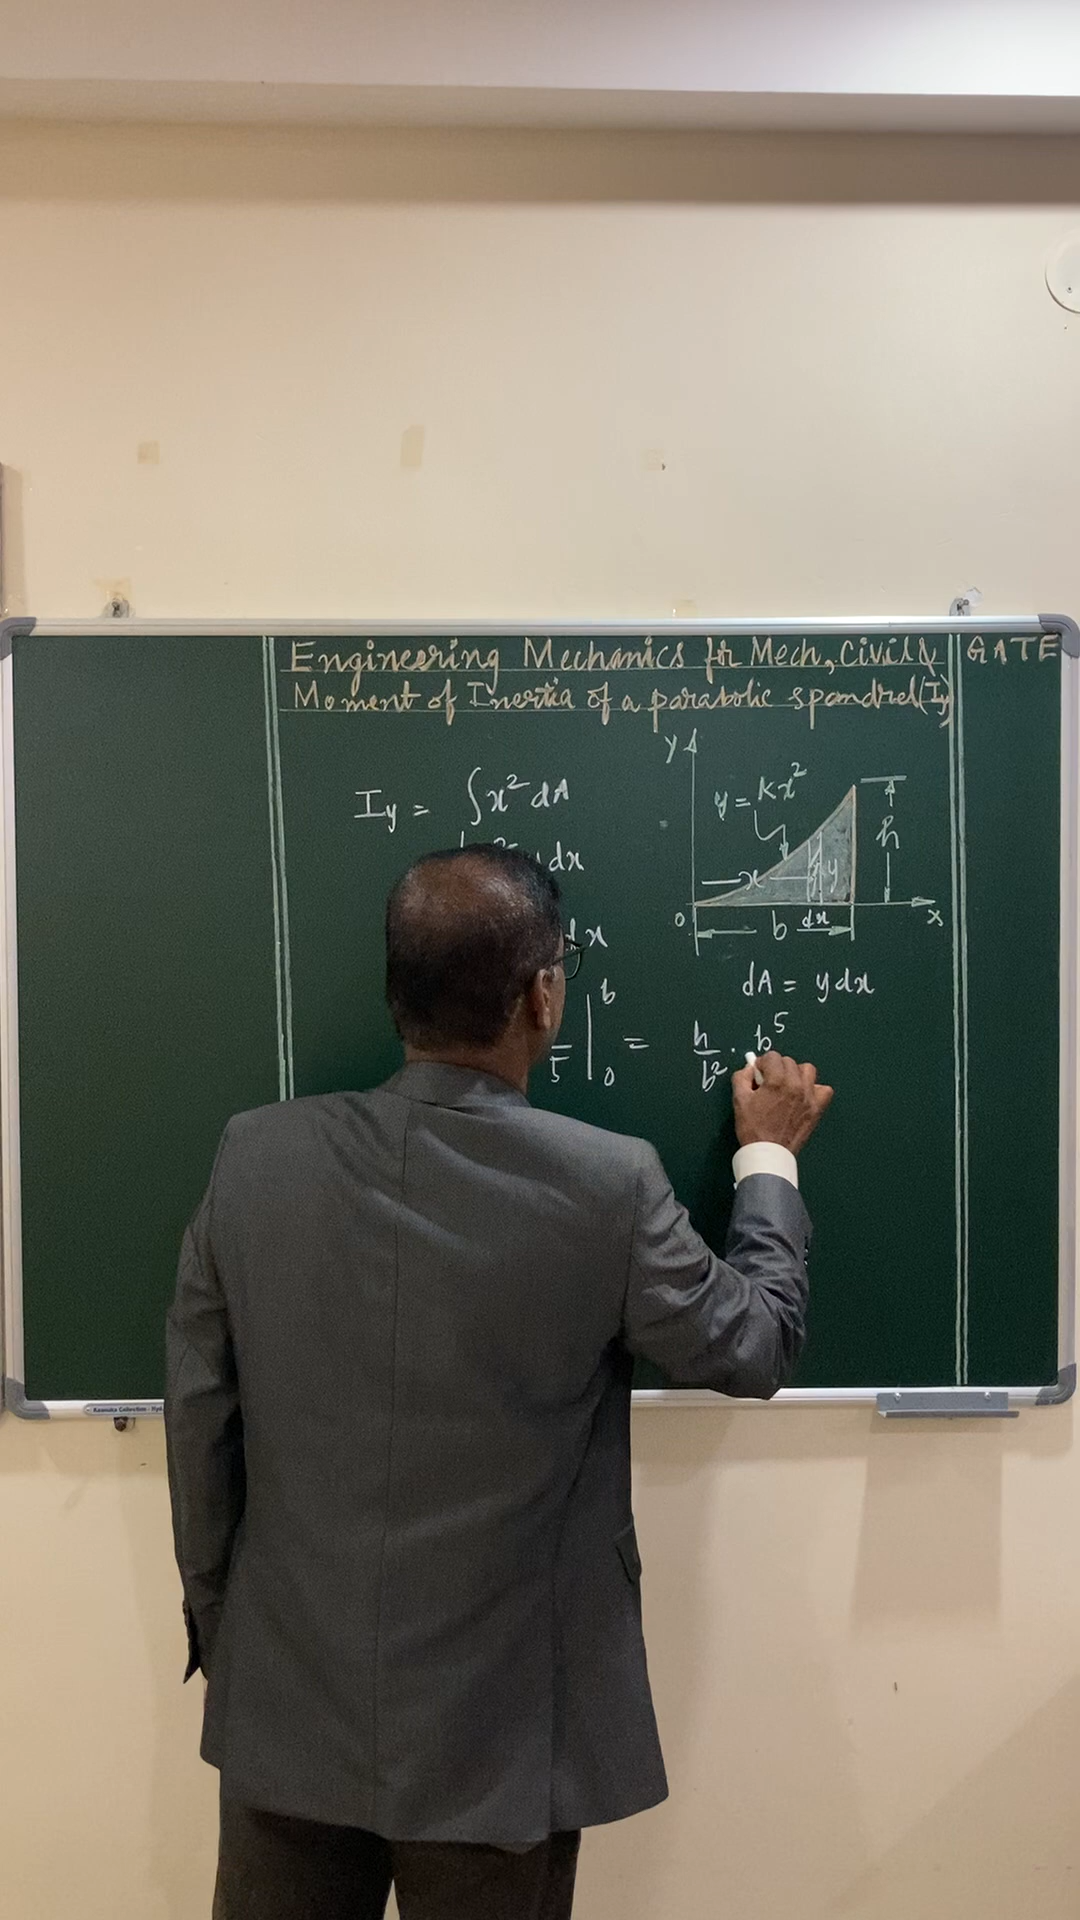 Engineering Mechanics for Mech, Civil & GATE
Moment of Inertia of a parabolic spandrel (Iy)
Iy = ∫x² dA
y dx
dx
5 |₀ᵇ = h/b² · b⁵
y
y = kx²
h
x
y
0
b
dx
x
dA = y dx